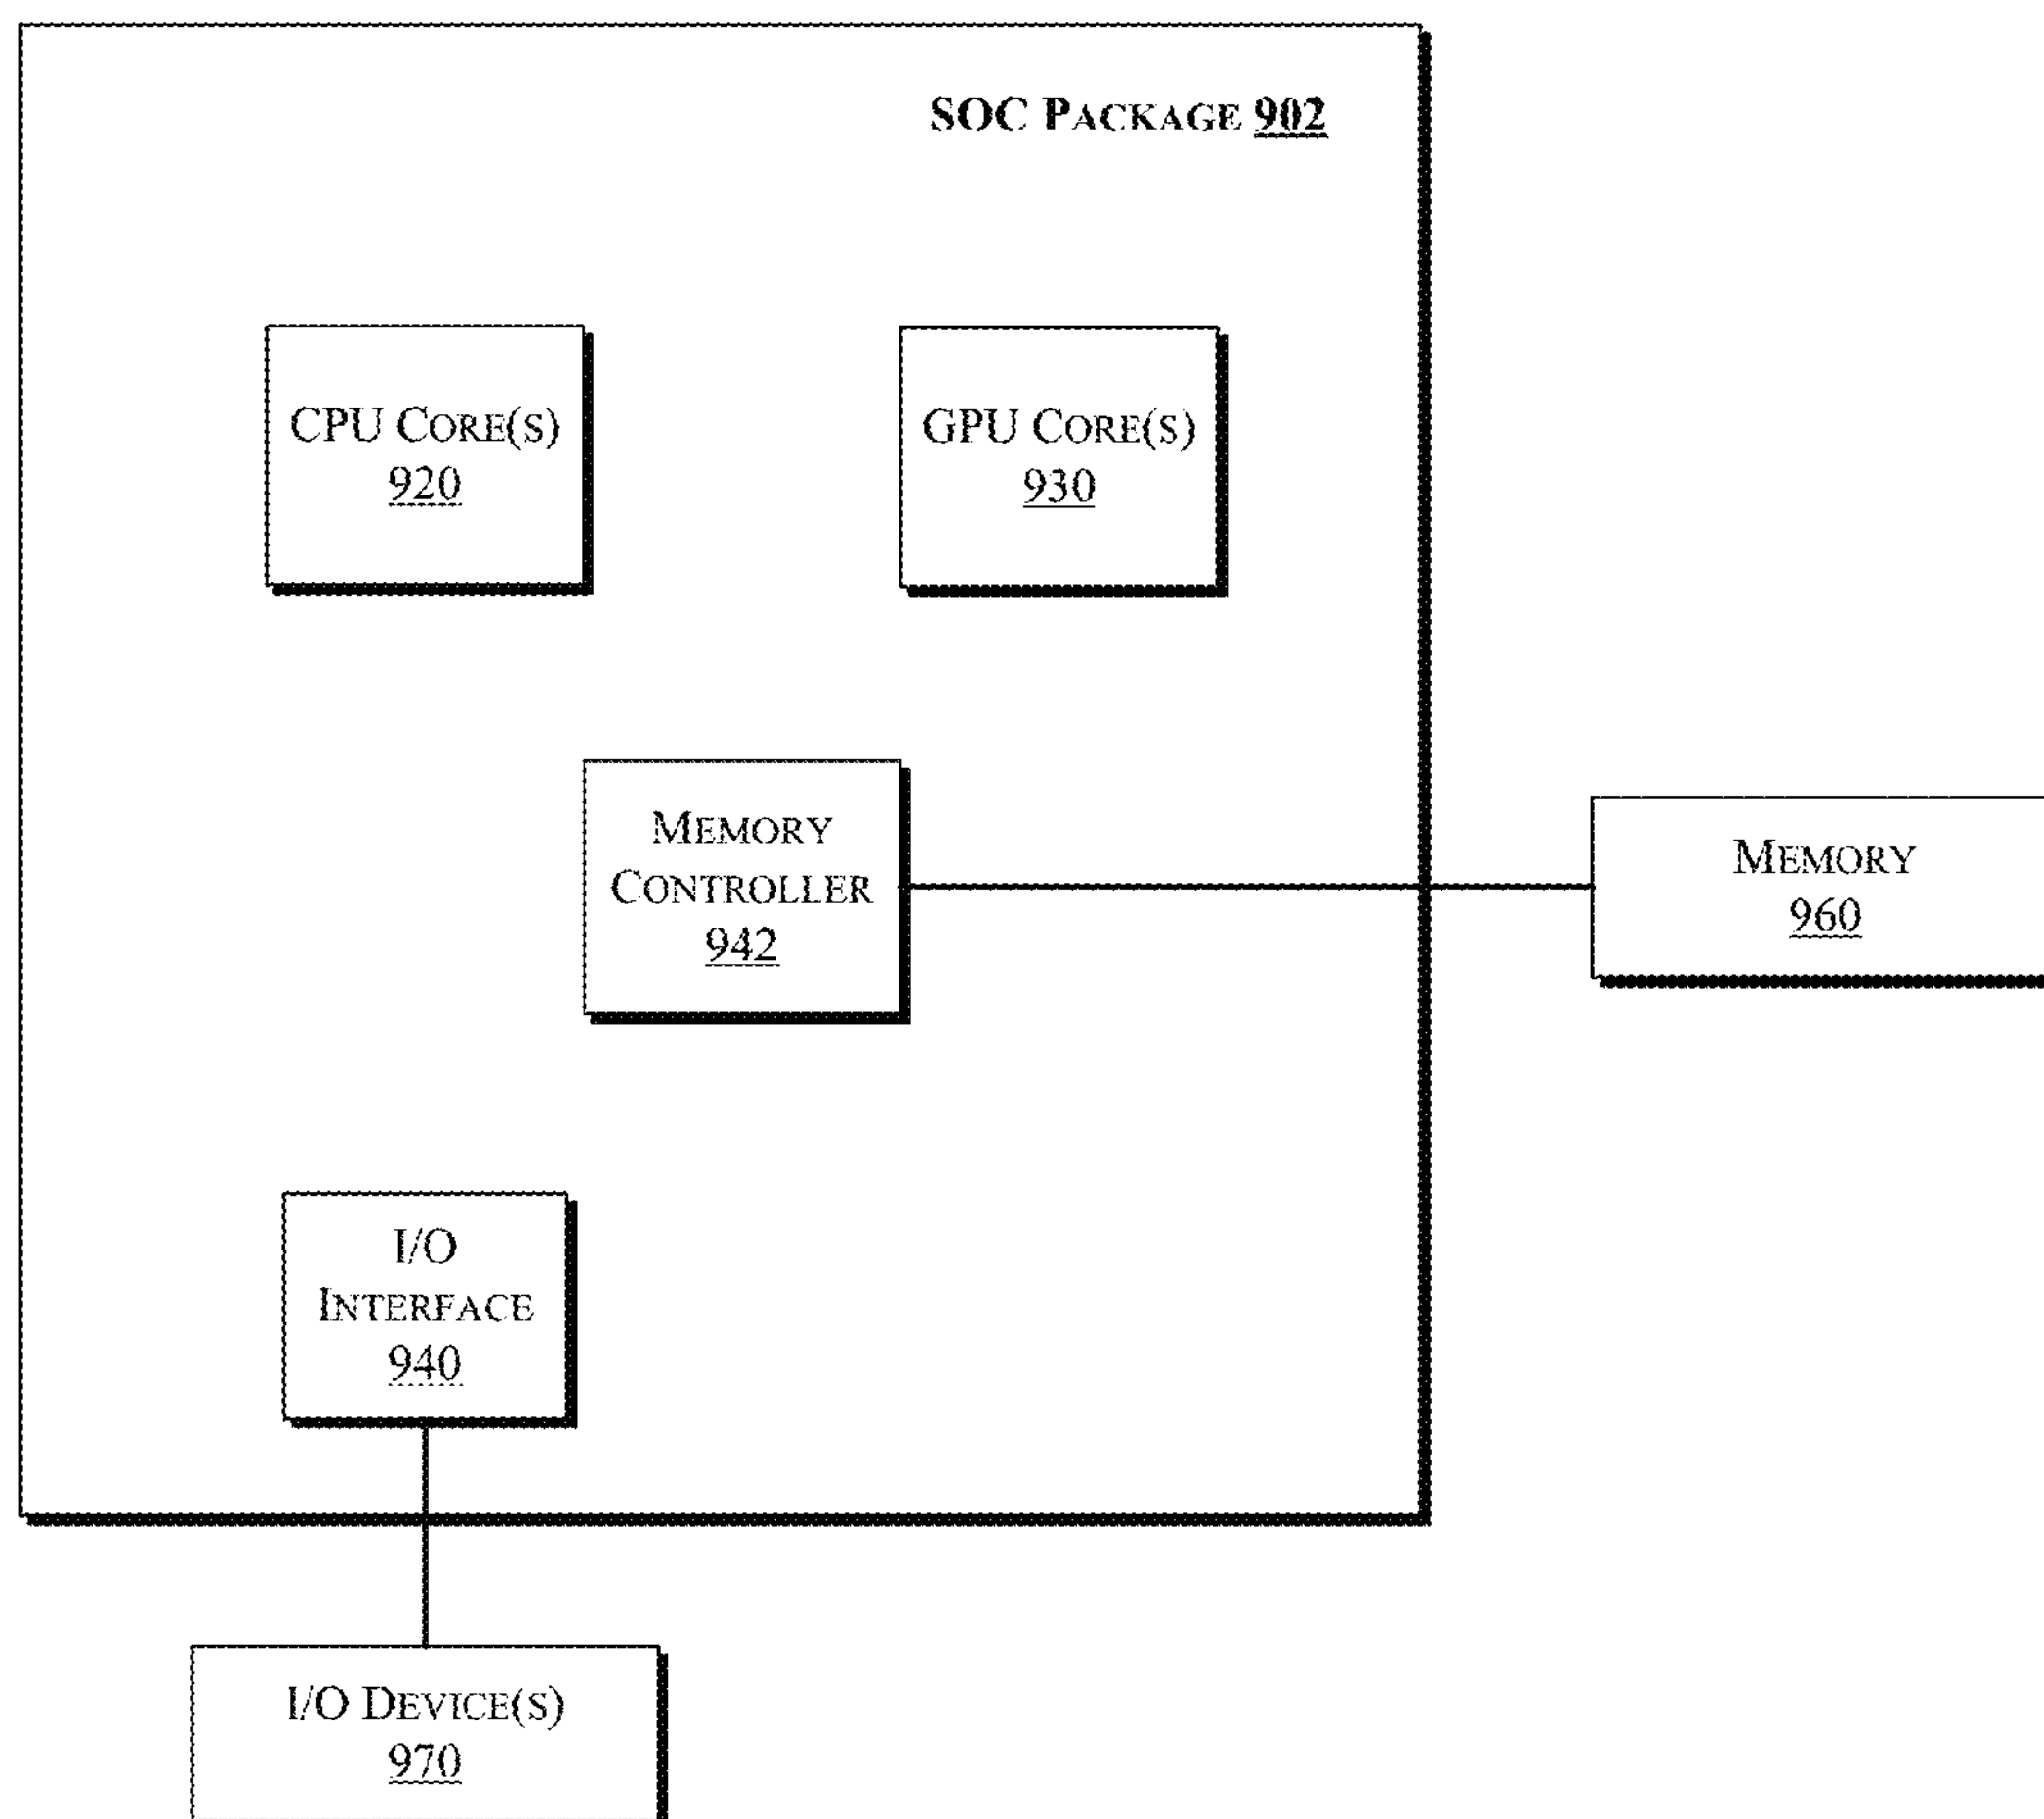 SOC PACKAGE 902
CPU CORE(S)
920
GPU CORE(S)
930
MEMORY
CONTROLLER
942
MEMORY
960
I/O
INTERFACE
940
I/O DEVICE(S)
970